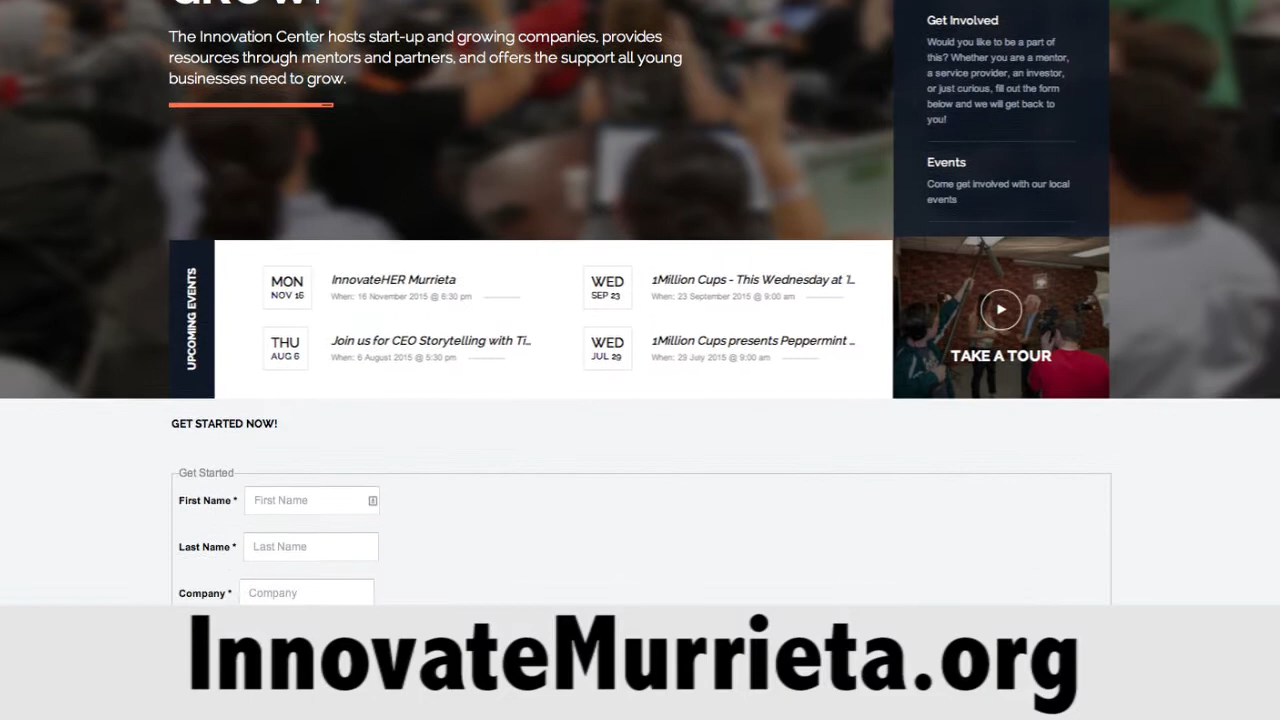 The Innovation Center hosts start-up and growing companies, provides
resources through mentors and partners, and offers the support all young
businesses need to grow.
Get Involved
Would you like to be a part of
this? Whether you are a mentor,
a service provider, an investor,
or just curious, fill out the form
below and we will get back to
you!
Events
Come get involved with our local
events
UPCOMING EVENTS
MON
NOV 16
InnovateHER Murrieta
When: 16 November 2015 @ 6:30 pm
WED
SEP 23
1Million Cups - This Wednesday at 1...
When: 23 September 2015 @ 9:00 am
THU
AUG 6
Join us for CEO Storytelling with Ti...
When: 6 August 2015 @ 5:30 pm
WED
JUL 29
1Million Cups presents Peppermint ...
When: 29 July 2015 @ 9:00 am
TAKE A TOUR
GET STARTED NOW!
Get Started
First Name * First Name
Last Name * Last Name
Company * Company
InnovateMurrieta.org